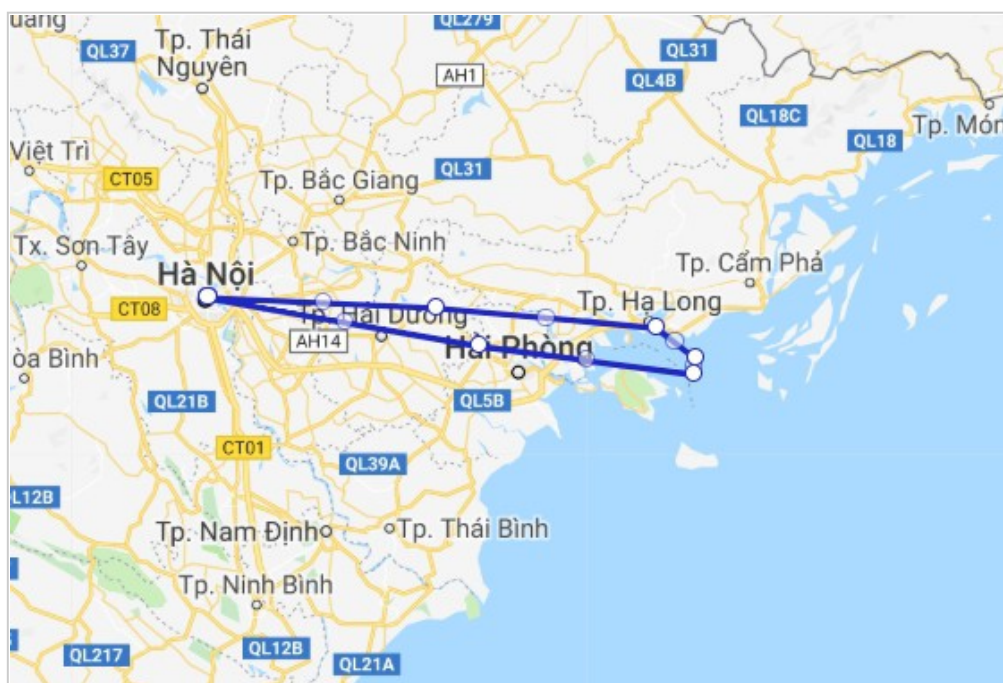 QL279
QL37
Tp. Thái
Nguyên
AH1
QL31
QL4B
QL18C
QL18
Tp. Món
Việt Trì
CT05
QL31
Tp. Bắc Giang
Tx. Sơn Tây
Tp. Bắc Ninh
Tp. Cẩm Phả
Hà Nội
CT08
Tp. Hạ Long
Tp. Hải Dương
AH14
Hải Phòng
òa Bình
QL21B
QL5B
CT01
QL39A
QL12B
Tp. Nam Định
Tp. Thái Bình
Tp. Ninh Bình
QL217
QL12B
QL21A